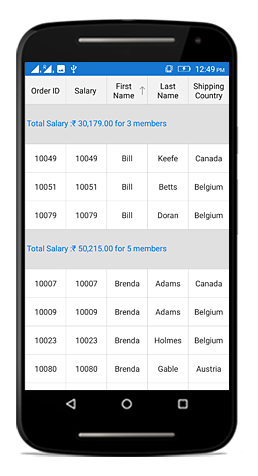 12:49 PM
Order ID Salary First Name ↑ Last Name Shipping Country
Total Salary :₹ 30,179.00 for 3 members
10049 10049 Bill Keefe Canada
10051 10051 Bill Betts Belgium
10079 10079 Bill Doran Belgium
Total Salary :₹ 50,215.00 for 5 members
10007 10007 Brenda Adams Canada
10009 10009 Brenda Adams Belgium
10023 10023 Brenda Holmes Belgium
10080 10080 Brenda Gable Austria